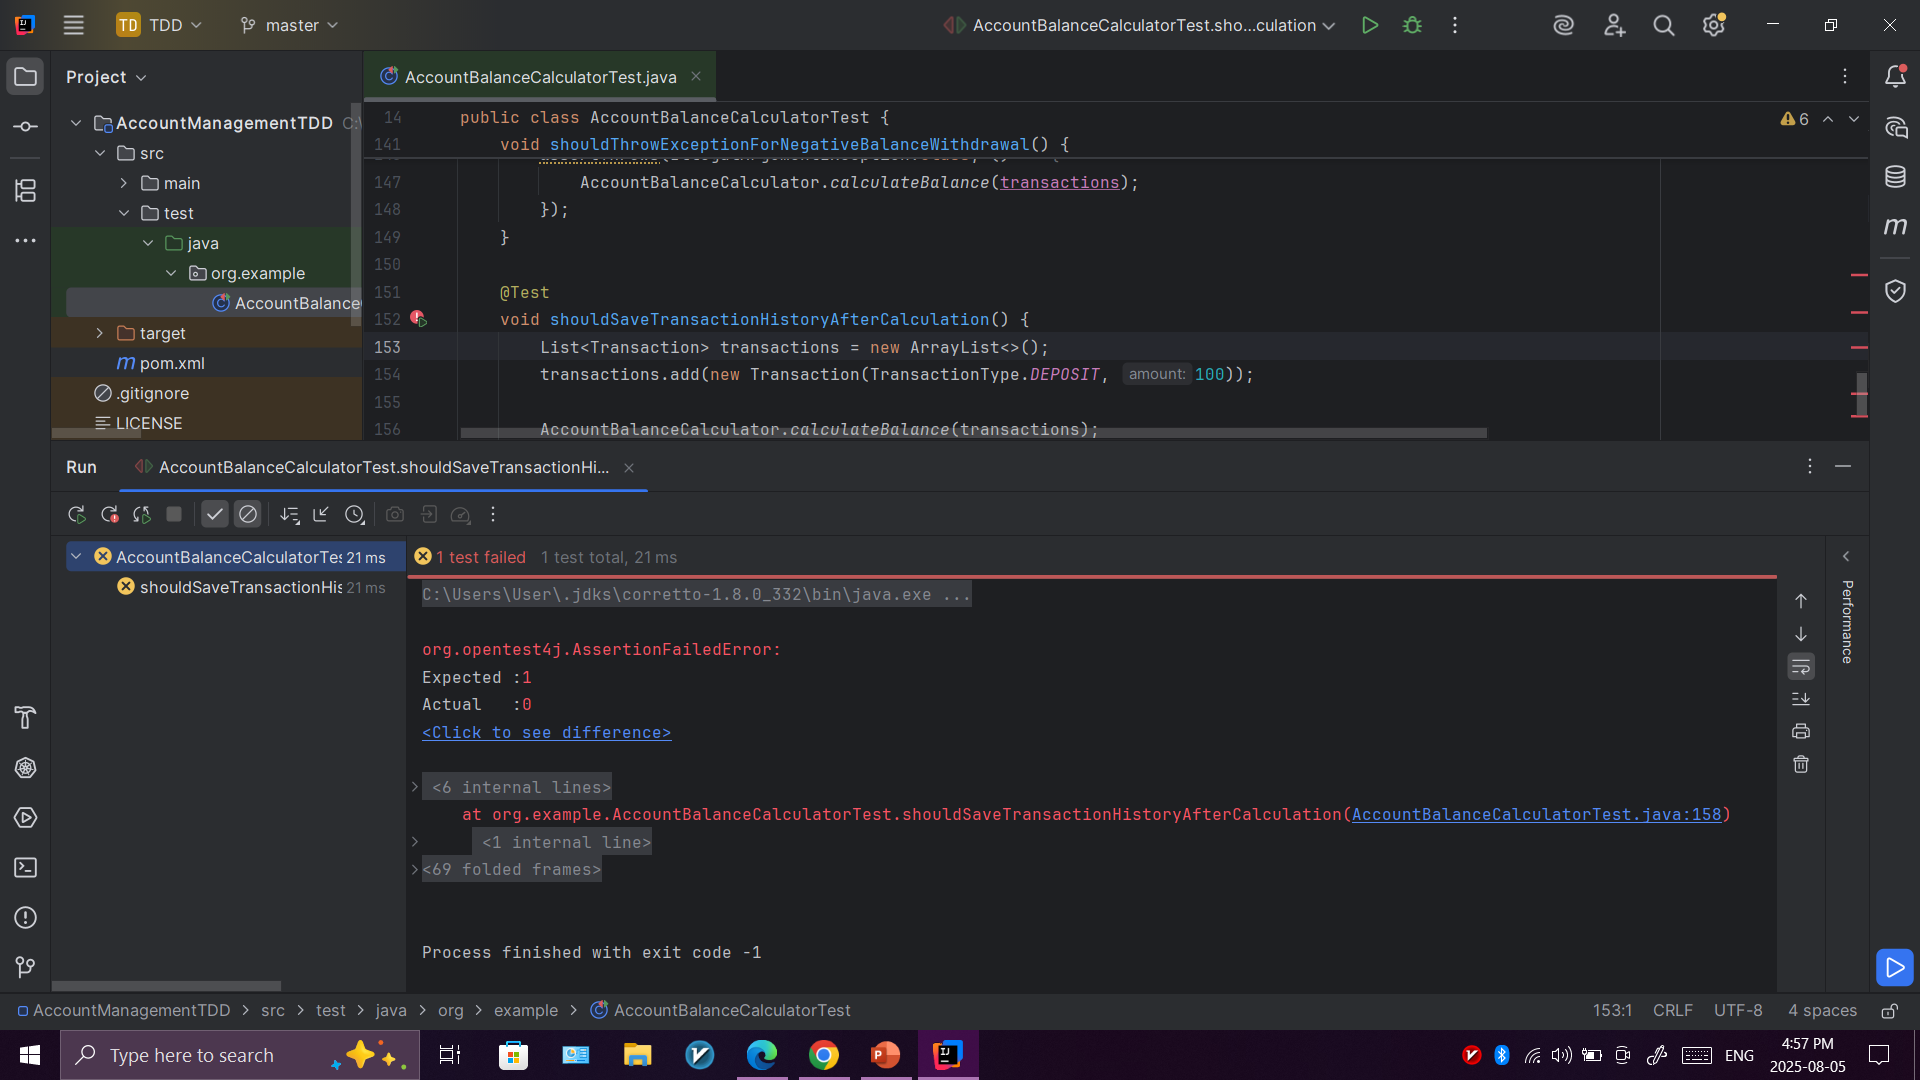 TD TDD master AccountBalanceCalculatorTest.sho...culation
Project
AccountManagementTDD
src
main
test
java
org.example
AccountBalance
target
m pom.xml
.gitignore
LICENSE
AccountBalanceCalculatorTest.java
14 public class AccountBalanceCalculatorTest {
141 void shouldThrowExceptionForNegativeBalanceWithdrawal() {
6
147 AccountBalanceCalculator.calculateBalance(transactions);
148 });
149 }
150
151 @Test
152 void shouldSaveTransactionHistoryAfterCalculation() {
153 List<Transaction> transactions = new ArrayList<>();
154 transactions.add(new Transaction(TransactionType.DEPOSIT, amount: 100));
155
156 AccountBalanceCalculator.calculateBalance(transactions);
Run AccountBalanceCalculatorTest.shouldSaveTransactionHi...
AccountBalanceCalculatorTes 21 ms
shouldSaveTransactionHis 21 ms
1 test failed 1 test total, 21 ms
C:\Users\User\.jdks\corretto-1.8.0_332\bin\java.exe ...
org.opentest4j.AssertionFailedError:
Expected :1
Actual :0
<Click to see difference>
<6 internal lines>
at org.example.AccountBalanceCalculatorTest.shouldSaveTransactionHistoryAfterCalculation(AccountBalanceCalculatorTest.java:158)
<1 internal line>
<69 folded frames>
Process finished with exit code -1
Performance
m
AccountManagementTDD > src > test > java > org > example > AccountBalanceCalculatorTest
153:1 CRLF UTF-8 4 spaces
Type here to search
ENG
4:57 PM
2025-08-05